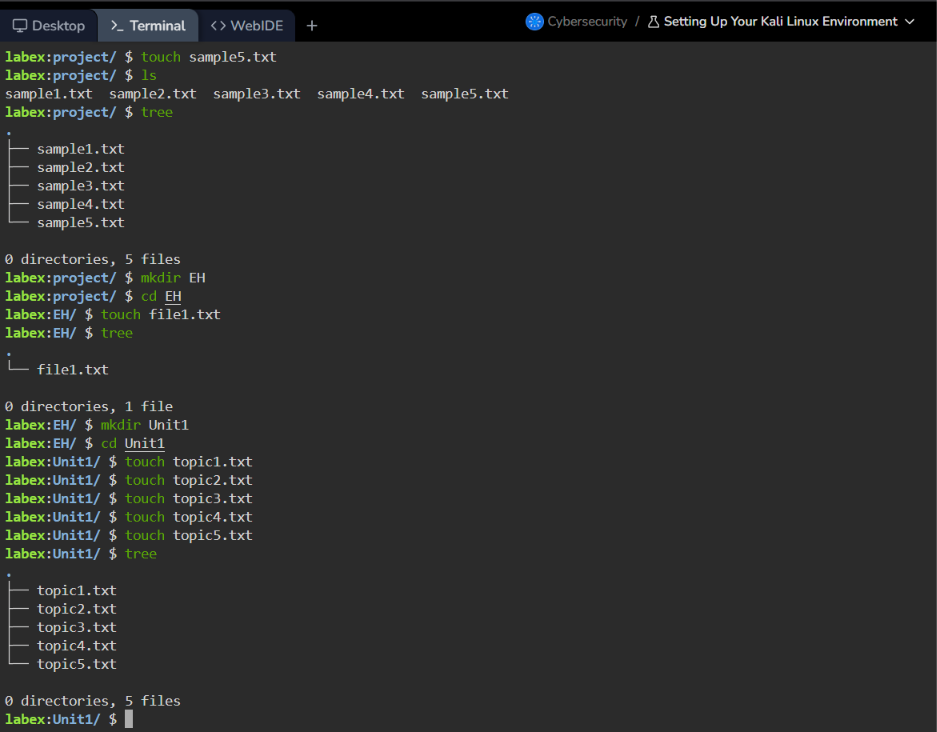 Desktop >_ Terminal <> WebIDE + Cybersecurity / Setting Up Your Kali Linux Environment
labex:project/ $ touch sample5.txt
labex:project/ $ ls
sample1.txt  sample2.txt  sample3.txt  sample4.txt  sample5.txt
labex:project/ $ tree
.
├── sample1.txt
├── sample2.txt
├── sample3.txt
├── sample4.txt
└── sample5.txt
0 directories, 5 files
labex:project/ $ mkdir EH
labex:project/ $ cd EH
labex:EH/ $ touch file1.txt
labex:EH/ $ tree
.
└── file1.txt
0 directories, 1 file
labex:EH/ $ mkdir Unit1
labex:EH/ $ cd Unit1
labex:Unit1/ $ touch topic1.txt
labex:Unit1/ $ touch topic2.txt
labex:Unit1/ $ touch topic3.txt
labex:Unit1/ $ touch topic4.txt
labex:Unit1/ $ touch topic5.txt
labex:Unit1/ $ tree
.
├── topic1.txt
├── topic2.txt
├── topic3.txt
├── topic4.txt
└── topic5.txt
0 directories, 5 files
labex:Unit1/ $